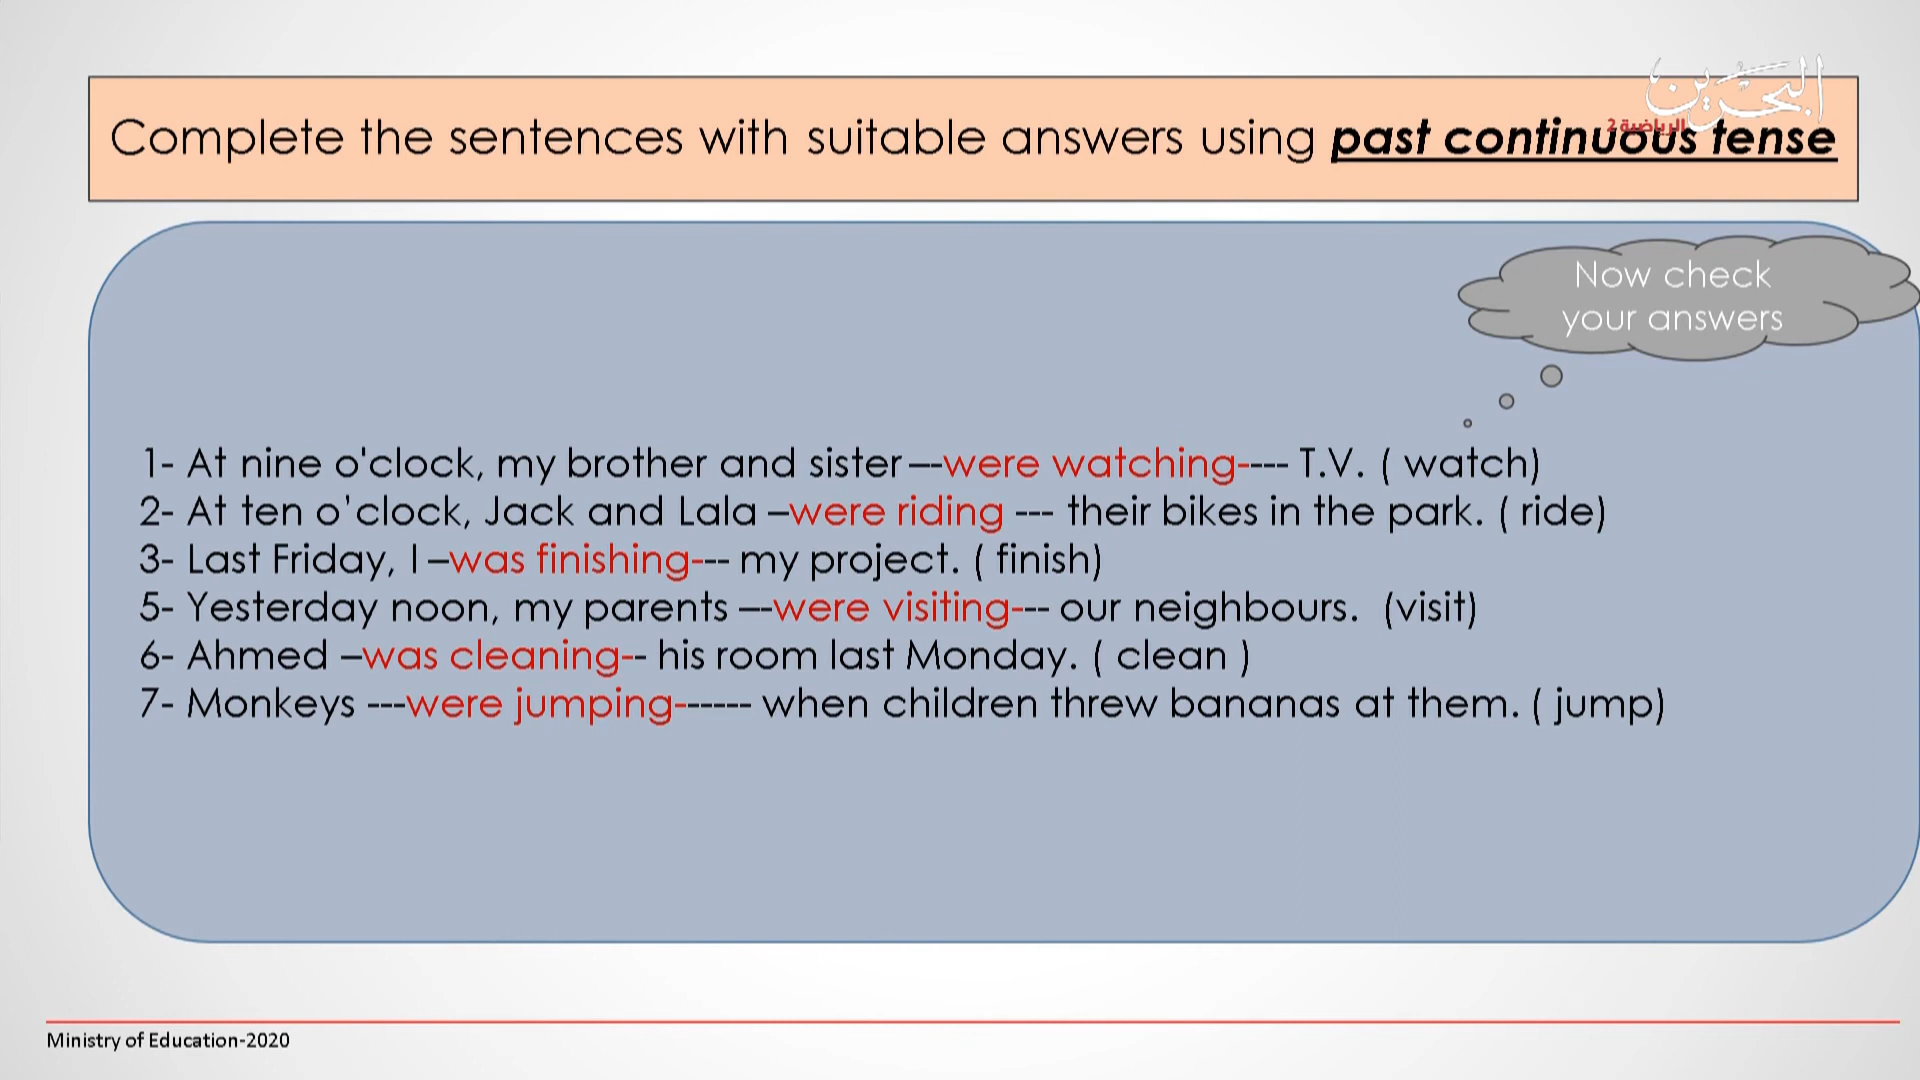 البحرين
الرياضية 2
Complete the sentences with suitable answers using past continuous tense
Now check
your answers
1- At nine o'clock, my brother and sister –-were watching---- T.V. ( watch)
2- At ten o'clock, Jack and Lala –were riding --- their bikes in the park. ( ride)
3- Last Friday, I –was finishing--- my project. ( finish)
5- Yesterday noon, my parents –-were visiting--- our neighbours. (visit)
6- Ahmed –was cleaning-- his room last Monday. ( clean )
7- Monkeys ---were jumping------ when children threw bananas at them. ( jump)
Ministry of Education-2020